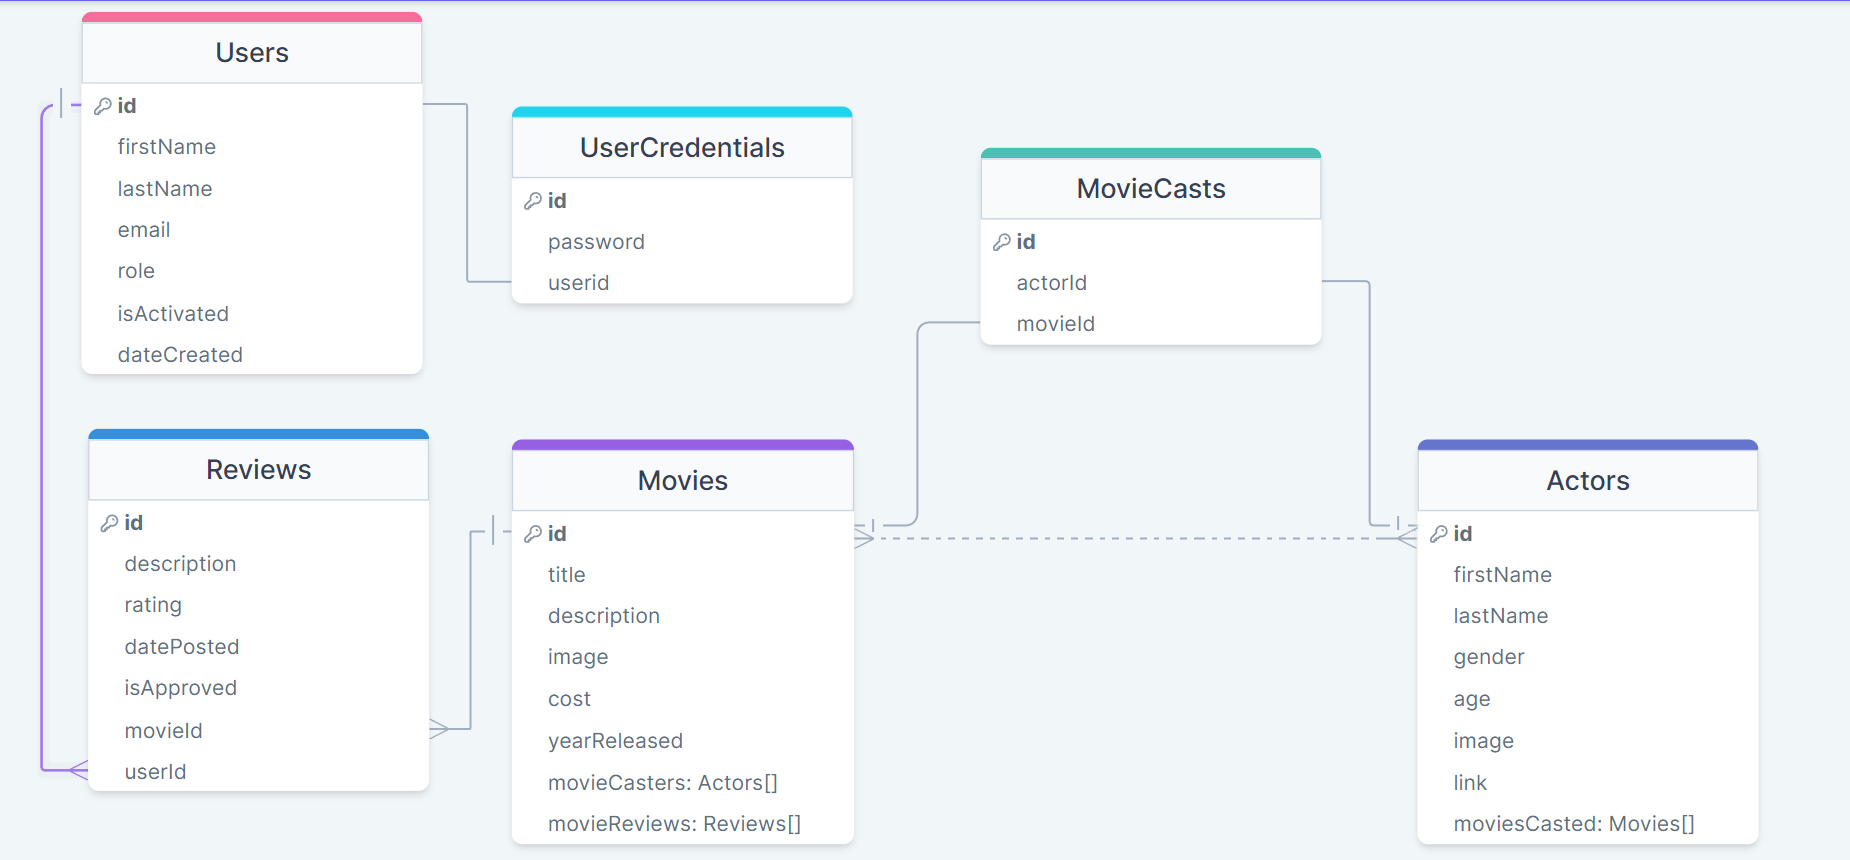 Users
id
firstName
lastName
email
role
isActivated
dateCreated
UserCredentials
id
password
userid
MovieCasts
id
actorId
movieId
Reviews
id
description
rating
datePosted
isApproved
movieId
userId
Movies
id
title
description
image
cost
yearReleased
movieCasters: Actors[]
movieReviews: Reviews[]
Actors
id
firstName
lastName
gender
age
image
link
moviesCasted: Movies[]